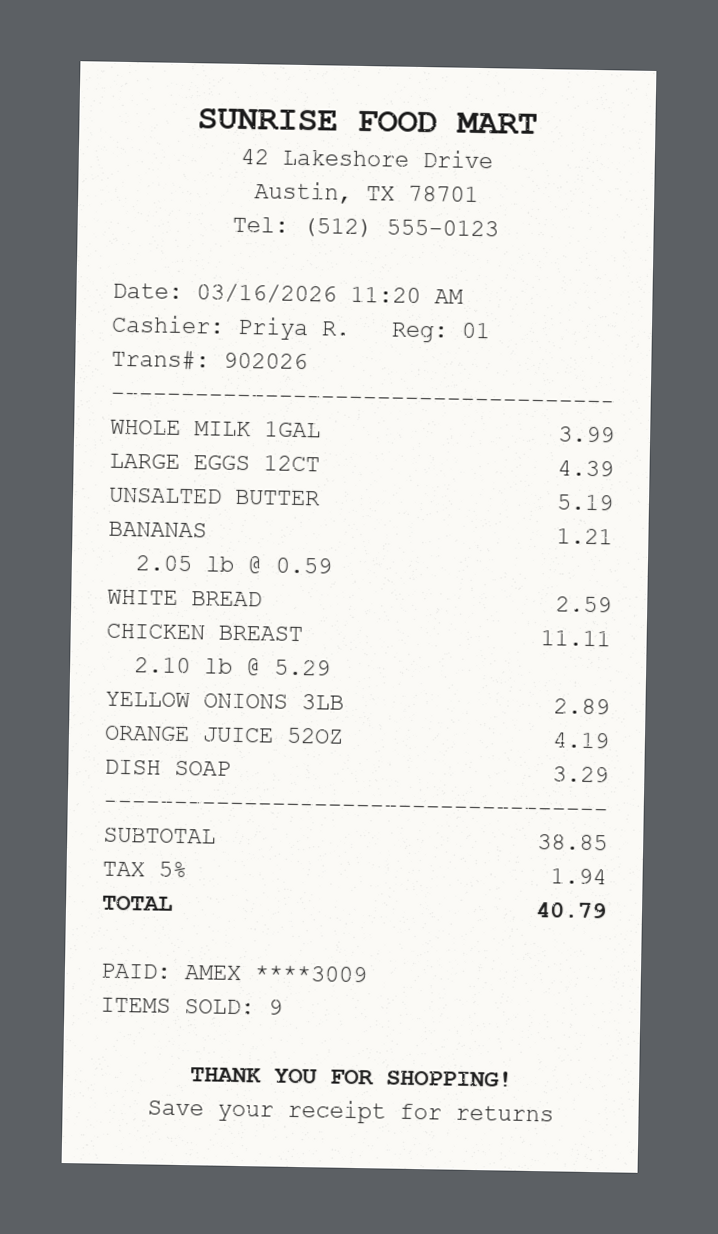 SUNRISE FOOD MART
42 Lakeshore Drive
Austin, TX 78701
Tel: (512) 555-0123
Date: 03/16/2026 11:20 AM
Cashier: Priya R.   Reg: 01
Trans#: 902026
------------------------------------
WHOLE MILK 1GAL 3.99
LARGE EGGS 12CT 4.39
UNSALTED BUTTER 5.19
BANANAS 1.21
2.05 lb @ 0.59
WHITE BREAD 2.59
CHICKEN BREAST 11.11
2.10 lb @ 5.29
YELLOW ONIONS 3LB 2.89
ORANGE JUICE 52OZ 4.19
DISH SOAP 3.29
------------------------------------
SUBTOTAL 38.85
TAX 5% 1.94
TOTAL 40.79
PAID: AMEX ****3009
ITEMS SOLD: 9
THANK YOU FOR SHOPPING!
Save your receipt for returns